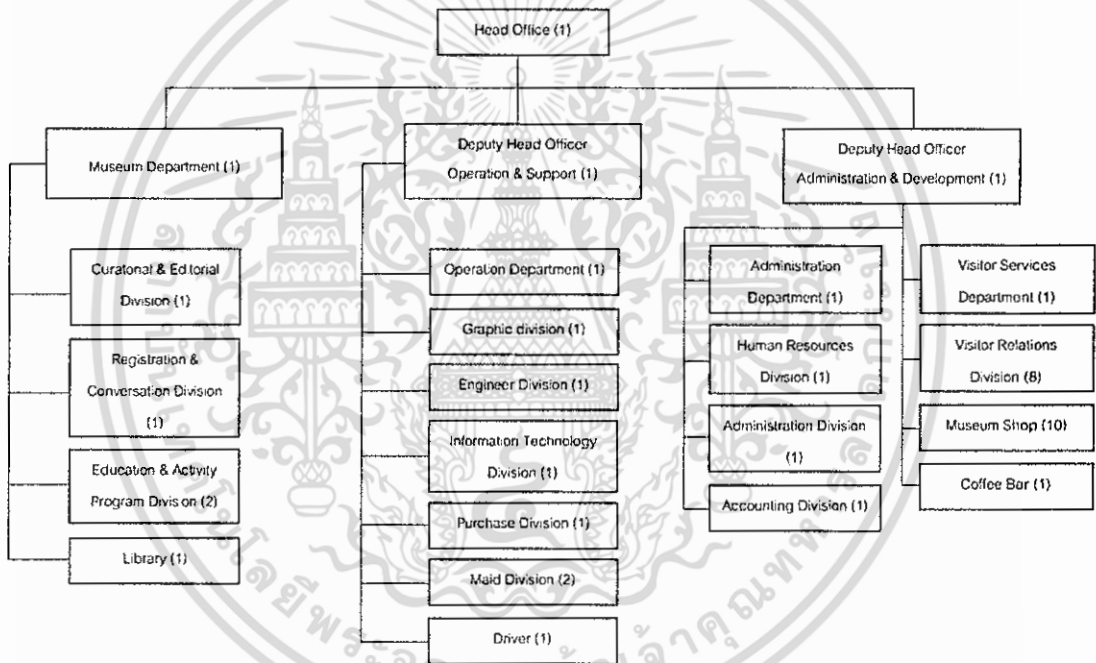 Head Office (1)
Museum Department (1)
Deputy Head Officer
Operation & Support (1)
Deputy Head Officer
Administration & Development (1)
Curatorial & Editorial
Division (1)
Registration &
Conversation Division
(1)
Education & Activity
Program Division (2)
Library (1)
Operation Department (1)
Graphic division (1)
Engineer Division (1)
Information Technology
Division (1)
Purchase Division (1)
Maid Division (2)
Driver (1)
Administration
Department (1)
Human Resources
Division (1)
Administration Division
(1)
Accounting Division (1)
Visitor Services
Department (1)
Visitor Relations
Division (8)
Museum Shop (10)
Coffee Bar (1)